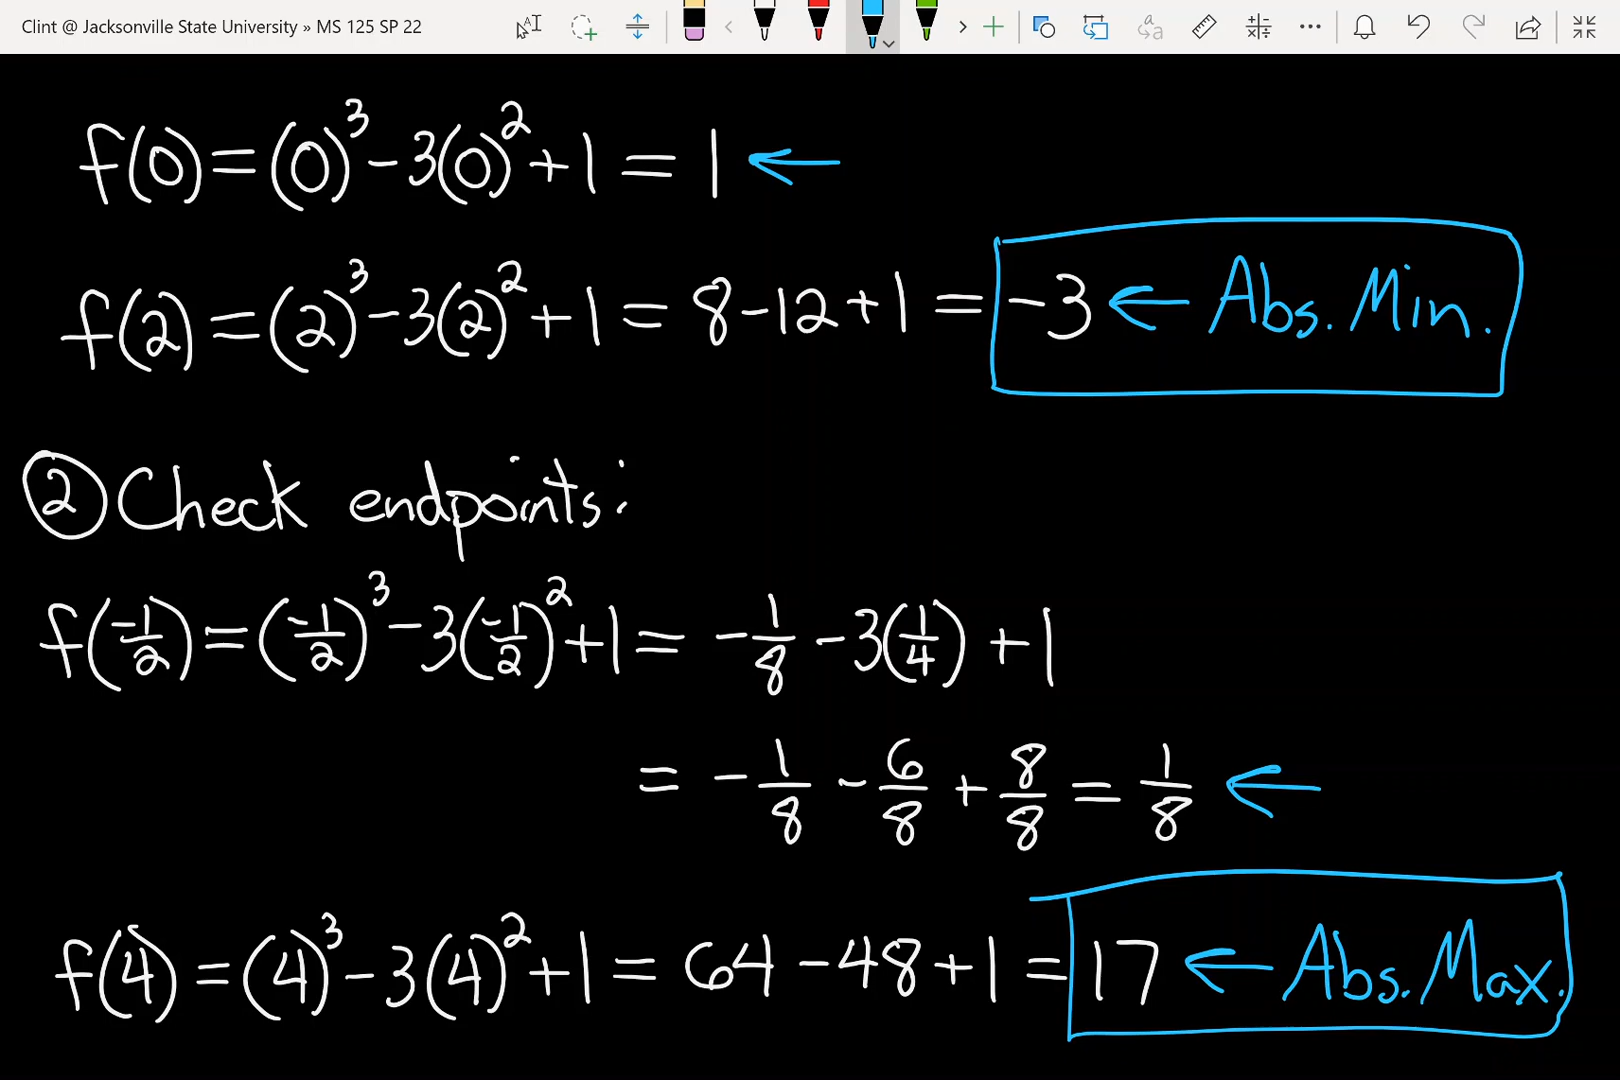 Clint @ Jacksonville State University » MS 125 SP 22
f(0) = (0)³ - 3(0)² + 1 = 1 ←
f(2) = (2)³ - 3(2)² + 1 = 8 - 12 + 1 = -3 ← Abs. Min.
② Check endpoints:
f(-1/2) = (-1/2)³ - 3(-1/2)² + 1 = -1/8 - 3(1/4) + 1
= -1/8 - 6/8 + 8/8 = 1/8 ←
f(4) = (4)³ - 3(4)² + 1 = 64 - 48 + 1 = 17 ← Abs. Max.